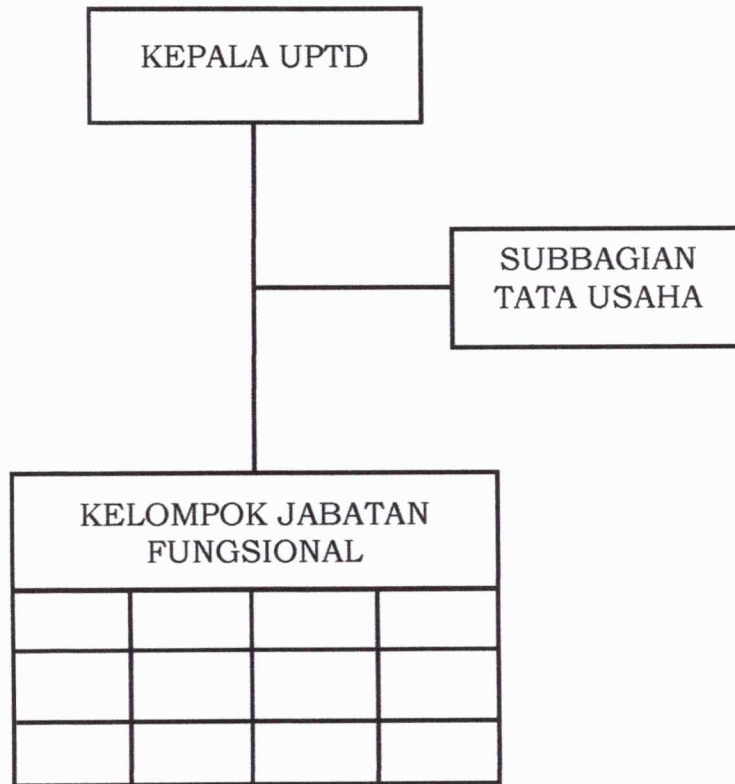 KEPALA UPTD
SUBBAGIAN
TATA USAHA
KELOMPOK JABATAN
FUNGSIONAL